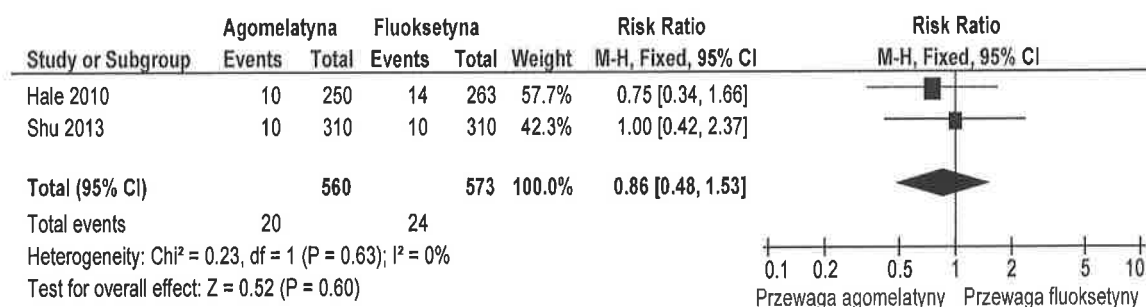 Agomelatyna Fluoksetyna Risk Ratio Risk Ratio
Study or Subgroup Events Total Events Total Weight M-H, Fixed, 95% CI M-H, Fixed, 95% CI
Hale 2010 10 250 14 263 57.7% 0.75 [0.34, 1.66]
Shu 2013 10 310 10 310 42.3% 1.00 [0.42, 2.37]
Total (95% CI) 560 573 100.0% 0.86 [0.48, 1.53]
Total events 20 24
Heterogeneity: Chi² = 0.23, df = 1 (P = 0.63); I² = 0%
Test for overall effect: Z = 0.52 (P = 0.60)
0.1 0.2 0.5 1 2 5 10
Przewaga agomelatyny Przewaga fluoksetyny